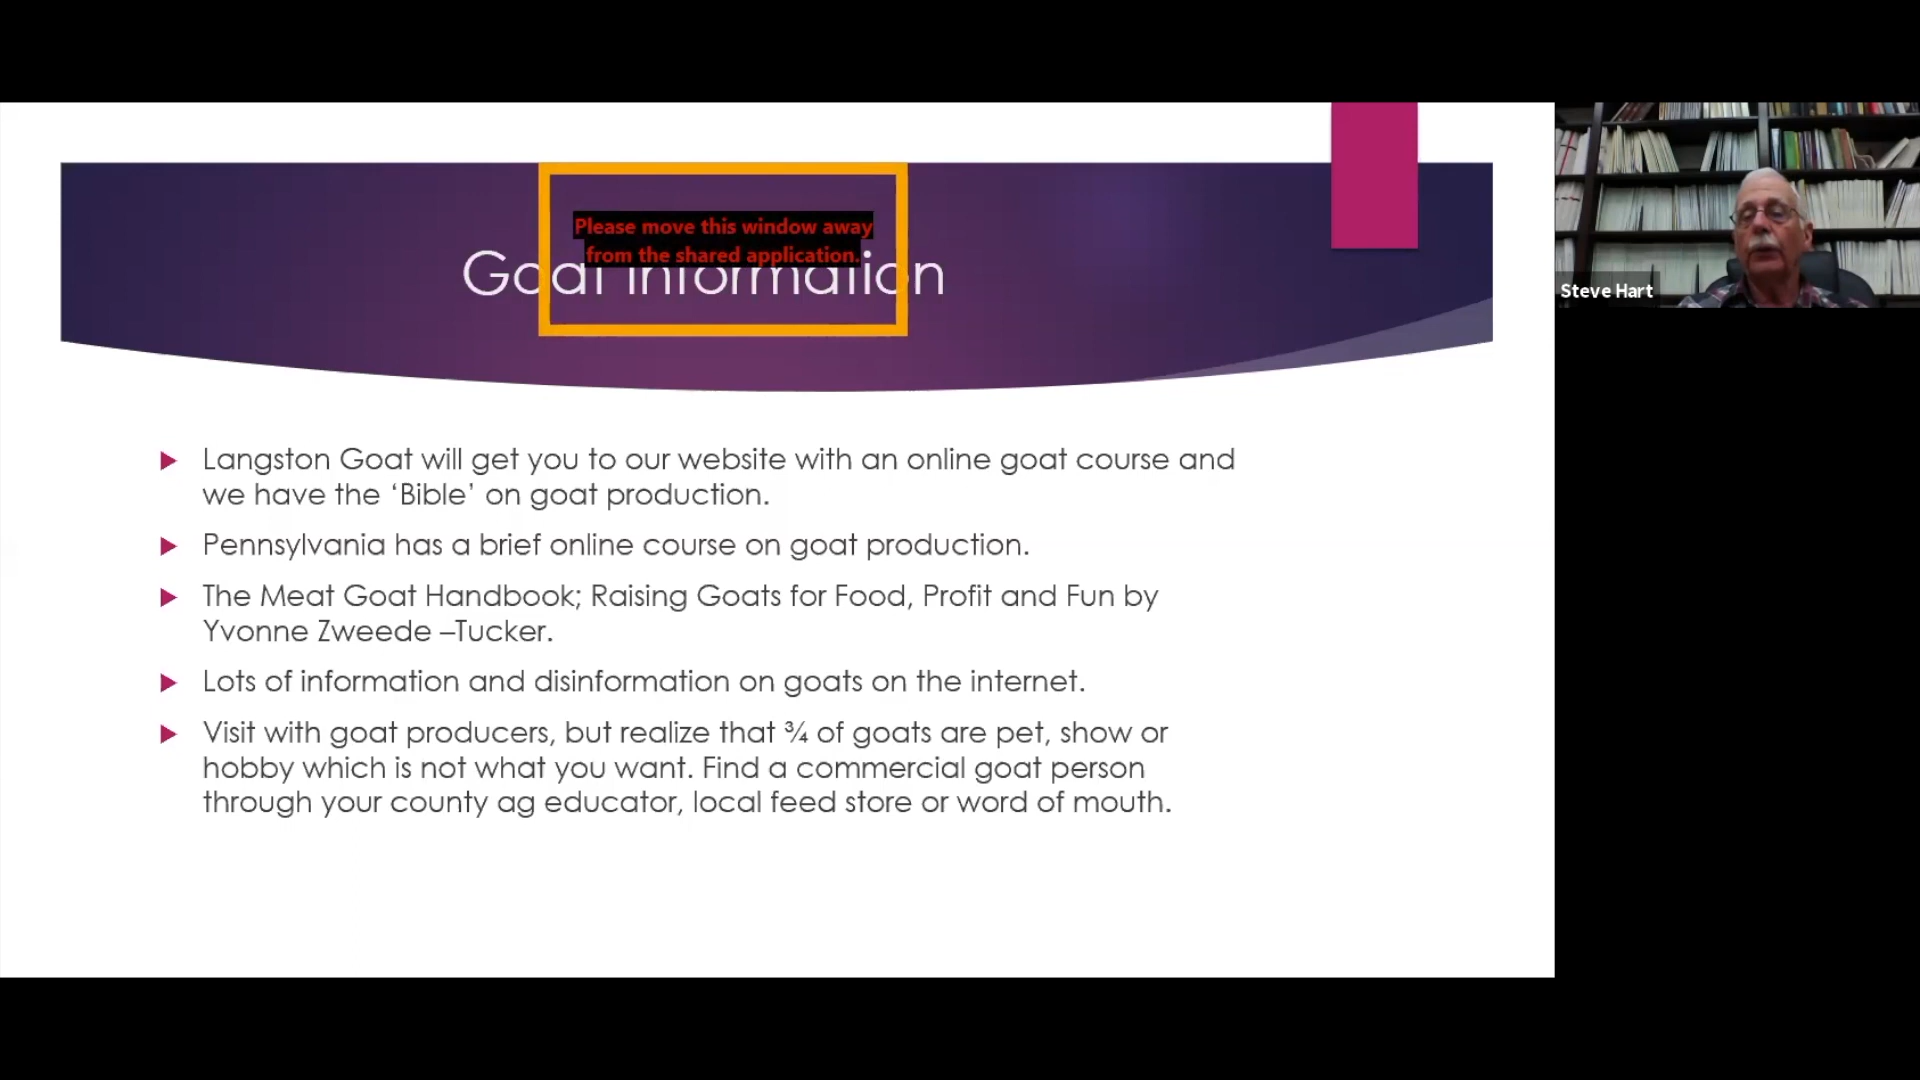 Please move this window away
from the shared application.
Goat Information
Langston Goat will get you to our website with an online goat course and
we have the ‘Bible’ on goat production.
Pennsylvania has a brief online course on goat production.
The Meat Goat Handbook; Raising Goats for Food, Profit and Fun by
Yvonne Zweede –Tucker.
Lots of information and disinformation on goats on the internet.
Visit with goat producers, but realize that ¾ of goats are pet, show or
hobby which is not what you want. Find a commercial goat person
through your county ag educator, local feed store or word of mouth.
Steve Hart